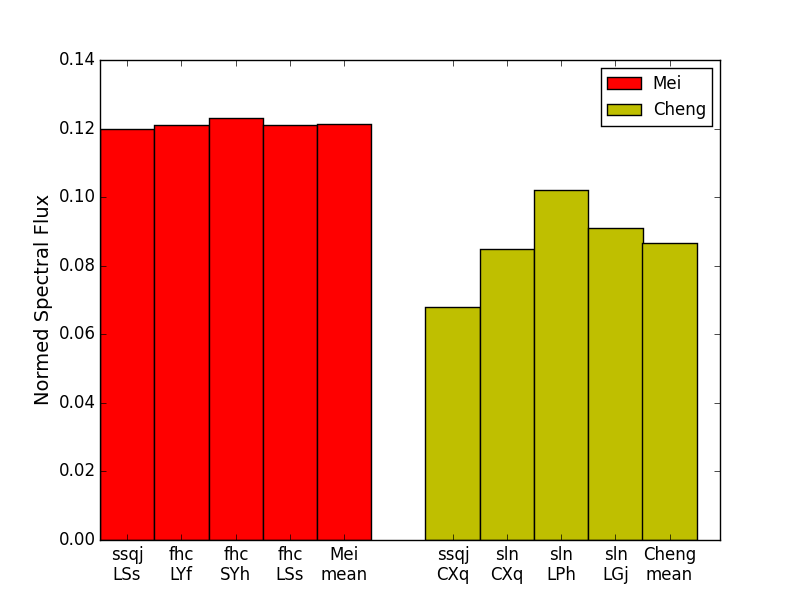 0.14
0.12
0.10
0.08
0.06
0.04
0.02
0.00
Normed Spectral Flux
Mei
Cheng
ssqj LSs
fhc LYf
fhc SYh
fhc LSs
Mei mean
ssqj CXq
sln CXq
sln LPh
sln LGj
Cheng mean